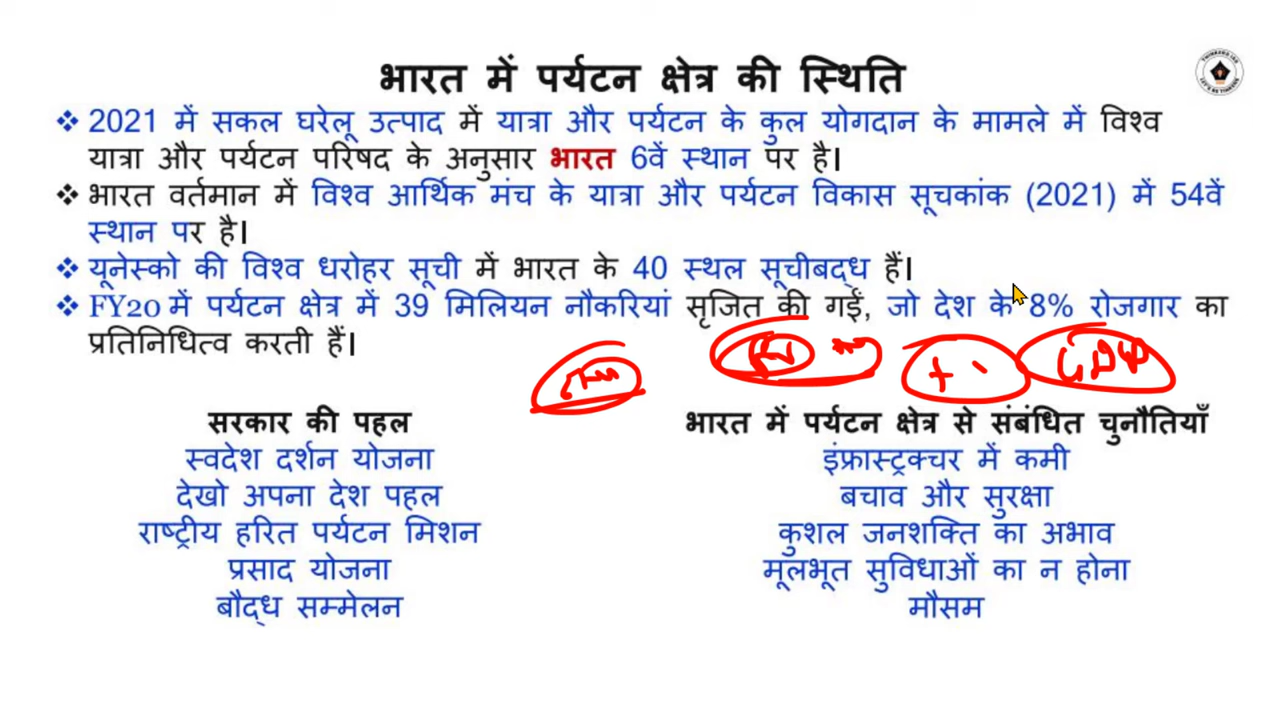 भारत में पर्यटन क्षेत्र की स्थिति
❖ 2021 में सकल घरेलू उत्पाद में यात्रा और पर्यटन के कुल योगदान के मामले में विश्व
यात्रा और पर्यटन परिषद के अनुसार भारत 6वें स्थान पर है।
❖ भारत वर्तमान में विश्व आर्थिक मंच के यात्रा और पर्यटन विकास सूचकांक (2021) में 54वें
स्थान पर है।
❖ यूनेस्को की विश्व धरोहर सूची में भारत के 40 स्थल सूचीबद्ध हैं।
❖ FY20 में पर्यटन क्षेत्र में 39 मिलियन नौकरियां सृजित की गईं, जो देश के 8% रोजगार का
प्रतिनिधित्व करती हैं।
GDP
सरकार की पहल
स्वदेश दर्शन योजना
देखो अपना देश पहल
राष्ट्रीय हरित पर्यटन मिशन
प्रसाद योजना
बौद्ध सम्मेलन
भारत में पर्यटन क्षेत्र से संबंधित चुनौतियाँ
इंफ्रास्ट्रक्चर में कमी
बचाव और सुरक्षा
कुशल जनशक्ति का अभाव
मूलभूत सुविधाओं का न होना
मौसम